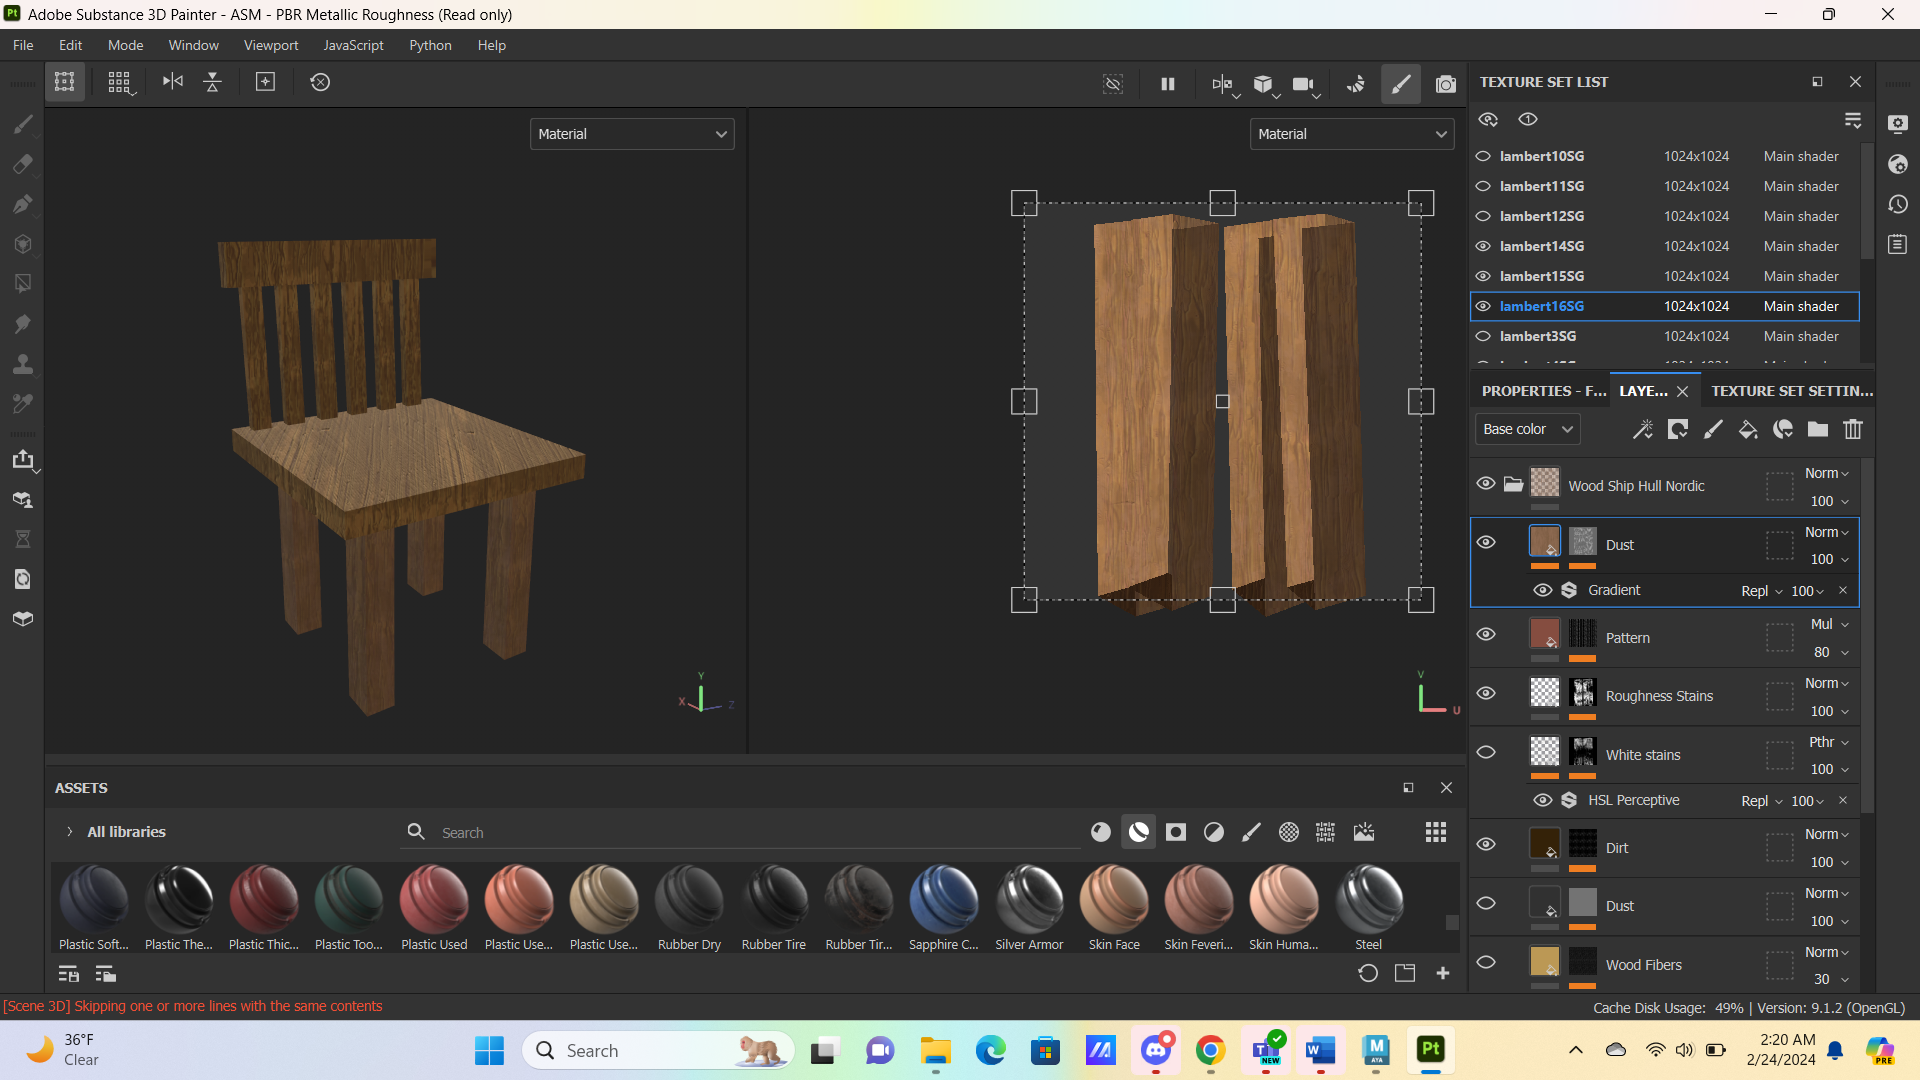 Adobe Substance 3D Painter - ASM - PBR Metallic Roughness (Read only)
File Edit Mode Window Viewport JavaScript Python Help
Material
Material
Y
X
Z
V
U
TEXTURE SET LIST
lambert10SG 1024x1024 Main shader
lambert11SG 1024x1024 Main shader
lambert12SG 1024x1024 Main shader
lambert14SG 1024x1024 Main shader
lambert15SG 1024x1024 Main shader
lambert16SG 1024x1024 Main shader
lambert3SG 1024x1024 Main shader
PROPERTIES - F... LAYE... TEXTURE SET SETTIN...
Base color
Wood Ship Hull Nordic Norm
100
Dust Norm
100
Gradient Repl 100
Pattern Mul
80
Roughness Stains Norm
100
White stains Pthr
100
HSL Perceptive Repl 100
Dirt Norm
100
Dust Norm
100
Wood Fibers Norm
30
ASSETS
All libraries
Search
Plastic Soft... Plastic The... Plastic Thic... Plastic Too... Plastic Used Plastic Use... Plastic Use... Rubber Dry Rubber Tire Rubber Tir... Sapphire C... Silver Armor Skin Face Skin Feveri... Skin Huma... Steel
[Scene 3D] Skipping one or more lines with the same contents
Cache Disk Usage: 49% | Version: 9.1.2 (OpenGL)
36°F
Clear
Search
NEW
W
M
AYA
Pt
2:20 AM
2/24/2024
PRE